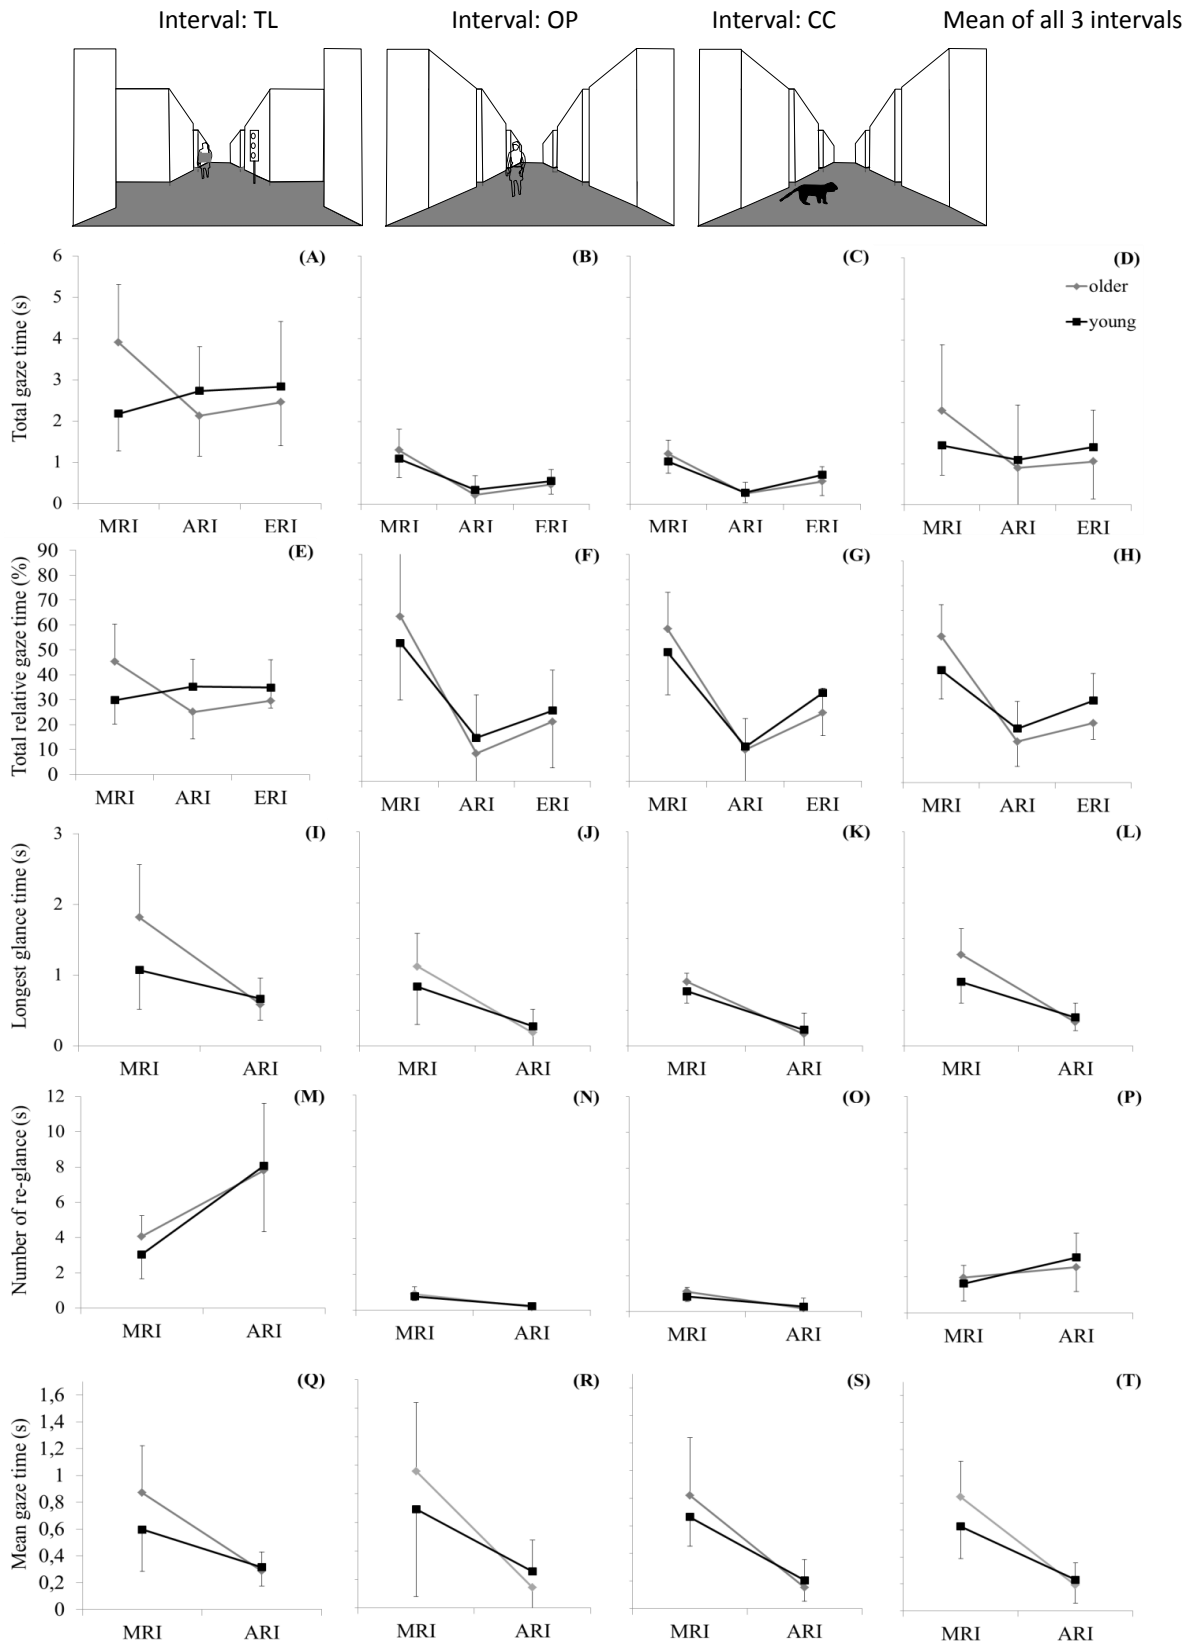 Interval: TL Interval: OP Interval: CC Mean of all 3 intervals
(A) (B) (C) (D)
Total gaze time (s)
6
5
4
3
2
1
0
older
young
MRI ARI ERI MRI ARI ERI MRI ARI ERI MRI ARI ERI
(E) (F) (G) (H)
Total relative gaze time (%)
90
80
70
60
50
40
30
20
10
0
MRI ARI ERI MRI ARI ERI MRI ARI ERI MRI ARI ERI
(I) (J) (K) (L)
Longest glance time (s)
3
2
1
0
MRI ARI MRI ARI MRI ARI MRI ARI
(M) (N) (O) (P)
Number of re-glance (s)
12
10
8
6
4
2
0
MRI ARI MRI ARI MRI ARI MRI ARI
(Q) (R) (S) (T)
Mean gaze time (s)
1,6
1,4
1,2
1
0,8
0,6
0,4
0,2
0
MRI ARI MRI ARI MRI ARI MRI ARI